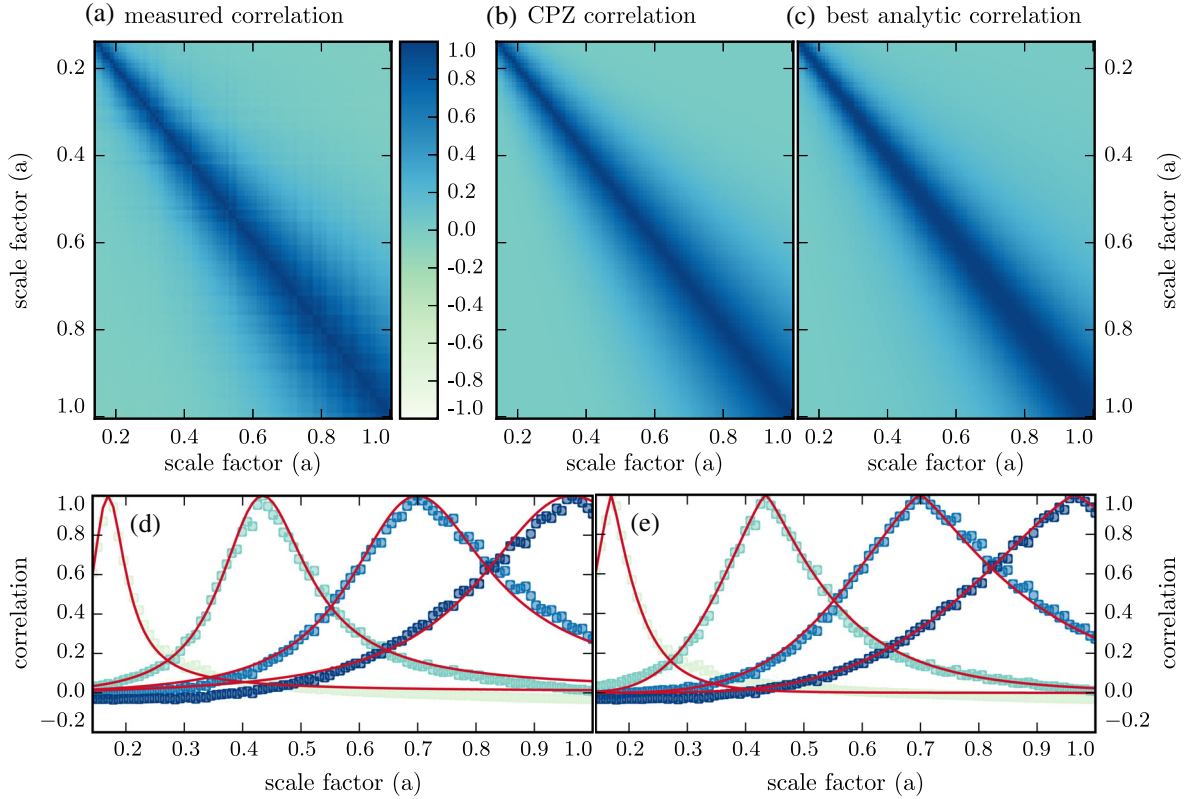 (a) measured correlation
(b) CPZ correlation
(c) best analytic correlation
scale factor (a)
0.2
0.4
0.6
0.8
1.0
0.2 0.4 0.6 0.8 1.0
scale factor (a)
1.0
0.8
0.6
0.4
0.2
0.0
-0.2
-0.4
-0.6
-0.8
-1.0
0.2 0.4 0.6 0.8 1.0
scale factor (a)
0.2 0.4 0.6 0.8 1.0
scale factor (a)
0.2
0.4
0.6
0.8
1.0
scale factor (a)
correlation
1.0
0.8
0.6
0.4
0.2
0.0
−0.2
(d)
0.2 0.3 0.4 0.5 0.6 0.7 0.8 0.9 1.0
scale factor (a)
(e)
0.2 0.3 0.4 0.5 0.6 0.7 0.8 0.9 1.0
scale factor (a)
1.0
0.8
0.6
0.4
0.2
0.0
−0.2
correlation